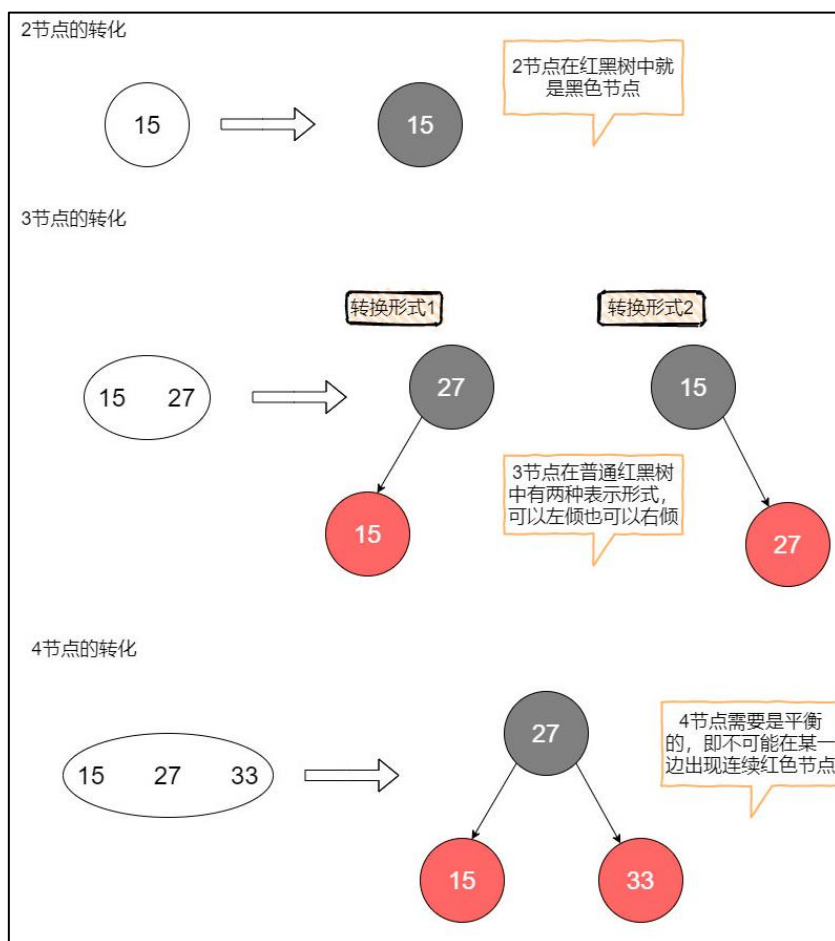 2节点的转化
15
15
2节点在红黑树中就
是黑色节点
3节点的转化
转换形式1
转换形式2
15 27
27
15
15
27
3节点在普通红黑树
中有两种表示形式，
可以左倾也可以右倾
4节点的转化
15 27 33
27
15
33
4节点需要是平衡
的，即不可能在某一
边出现连续红色节点